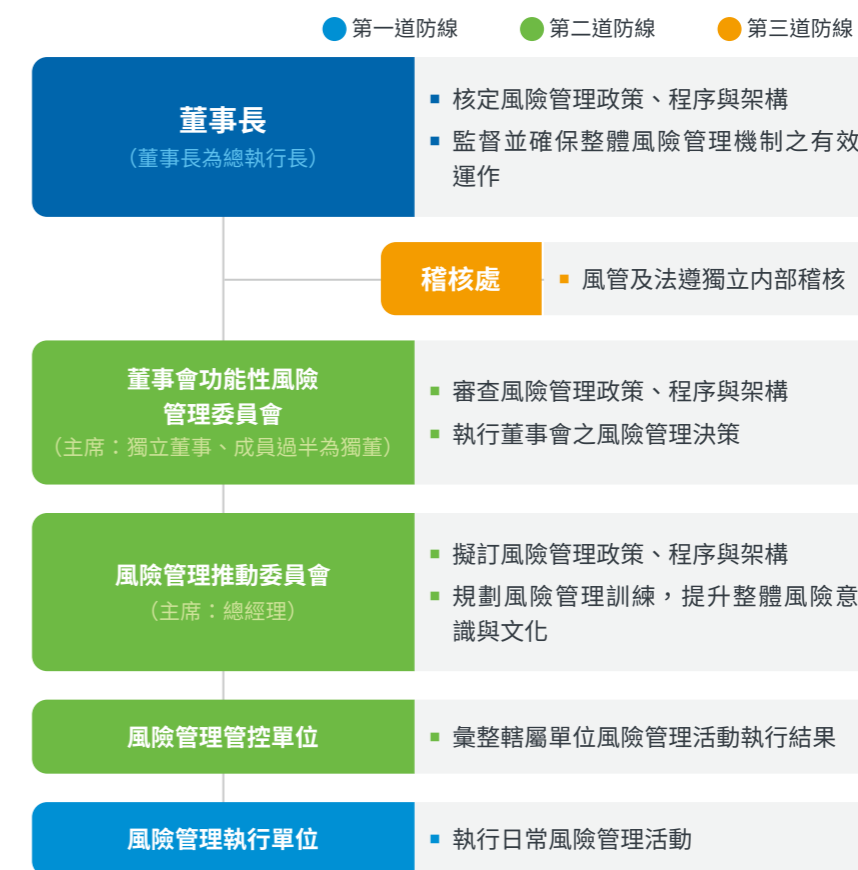 第一道防線 第二道防線 第三道防線
董事長
（董事長為總執行長）
核定風險管理政策、程序與架構
監督並確保整體風險管理機制之有效
運作
稽核處
風管及法遵獨立內部稽核
董事會功能性風險
管理委員會
（主席：獨立董事、成員過半為獨董）
審查風險管理政策、程序與架構
執行董事會之風險管理決策
風險管理推動委員會
（主席：總經理）
擬訂風險管理政策、程序與架構
規劃風險管理訓練，提升整體風險意
識與文化
風險管理管控單位
彙整轄屬單位風險管理活動執行結果
風險管理執行單位
執行日常風險管理活動